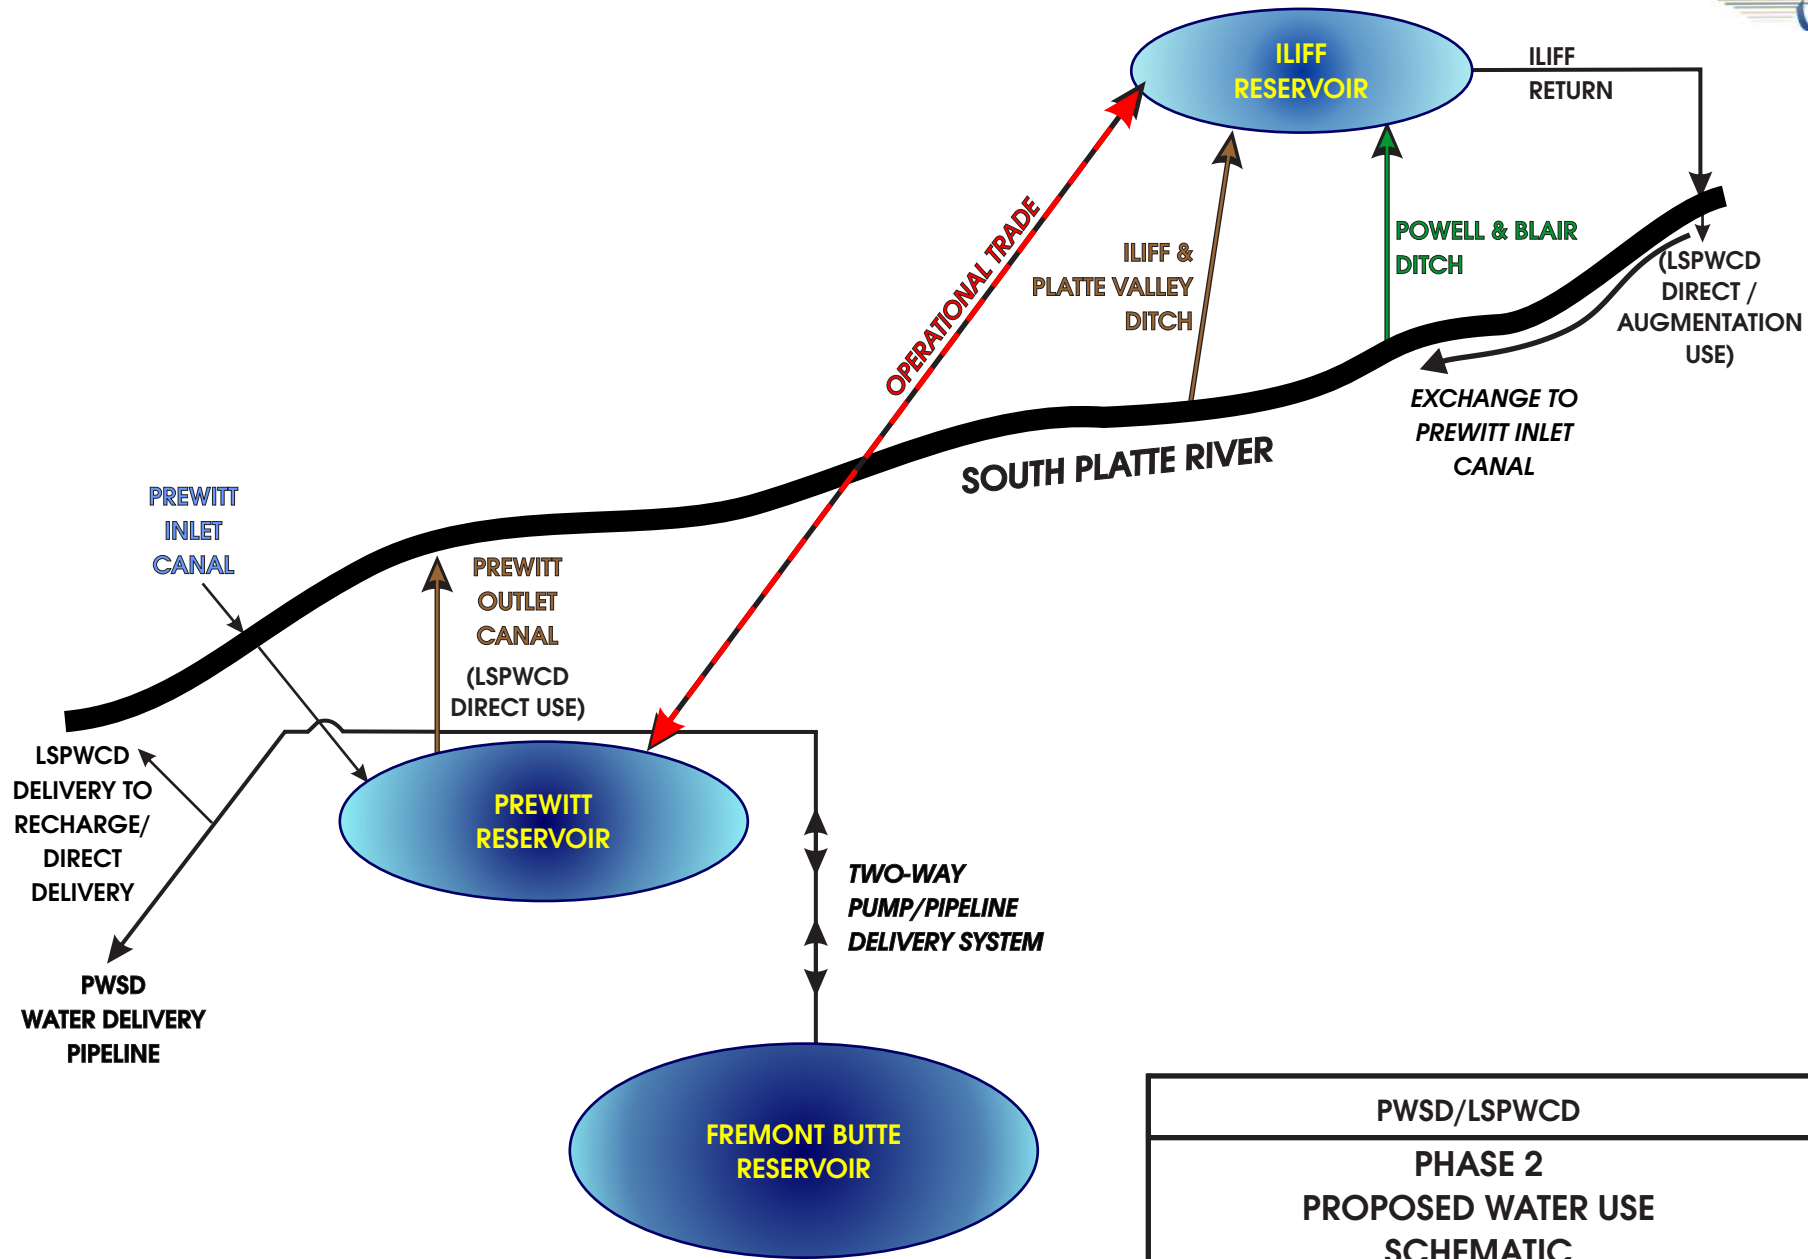 ILIFF
RESERVOIR
ILIFF
RETURN
OPERATIONAL TRADE
ILIFF &
PLATTE VALLEY
DITCH
POWELL & BLAIR
DITCH
(LSPWCD
DIRECT /
AUGMENTATION
USE)
EXCHANGE TO
PREWITT INLET
CANAL
SOUTH PLATTE RIVER
PREWITT
INLET
CANAL
PREWITT
OUTLET
CANAL
(LSPWCD
DIRECT USE)
LSPWCD
DELIVERY TO
RECHARGE/
DIRECT
DELIVERY
PREWITT
RESERVOIR
TWO-WAY
PUMP/PIPELINE
DELIVERY SYSTEM
PWSD
WATER DELIVERY
PIPELINE
FREMONT BUTTE
RESERVOIR
PWSD/LSPWCD
PHASE 2
PROPOSED WATER USE
SCHEMATIC